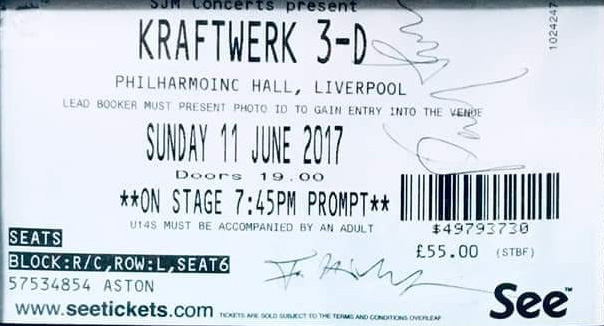 SJM Concerts present
KRAFTWERK 3-D
PHILHARMOINC HALL, LIVERPOOL
LEAD BOOKER MUST PRESENT PHOTO ID TO GAIN ENTRY INTO THE VENUE
SUNDAY 11 JUNE 2017
Doors 19.00
**ON STAGE 7:45PM PROMPT**
U14S MUST BE ACCOMPANIED BY AN ADULT
1024247
$49793730
£55.00 (STBF)
SEATS
BLOCK:R/C,ROW:L,SEAT6
57534854 ASTON
www.seetickets.com
TICKETS ARE SOLD SUBJECT TO THE TERMS AND CONDITIONS OVERLEAF
See™